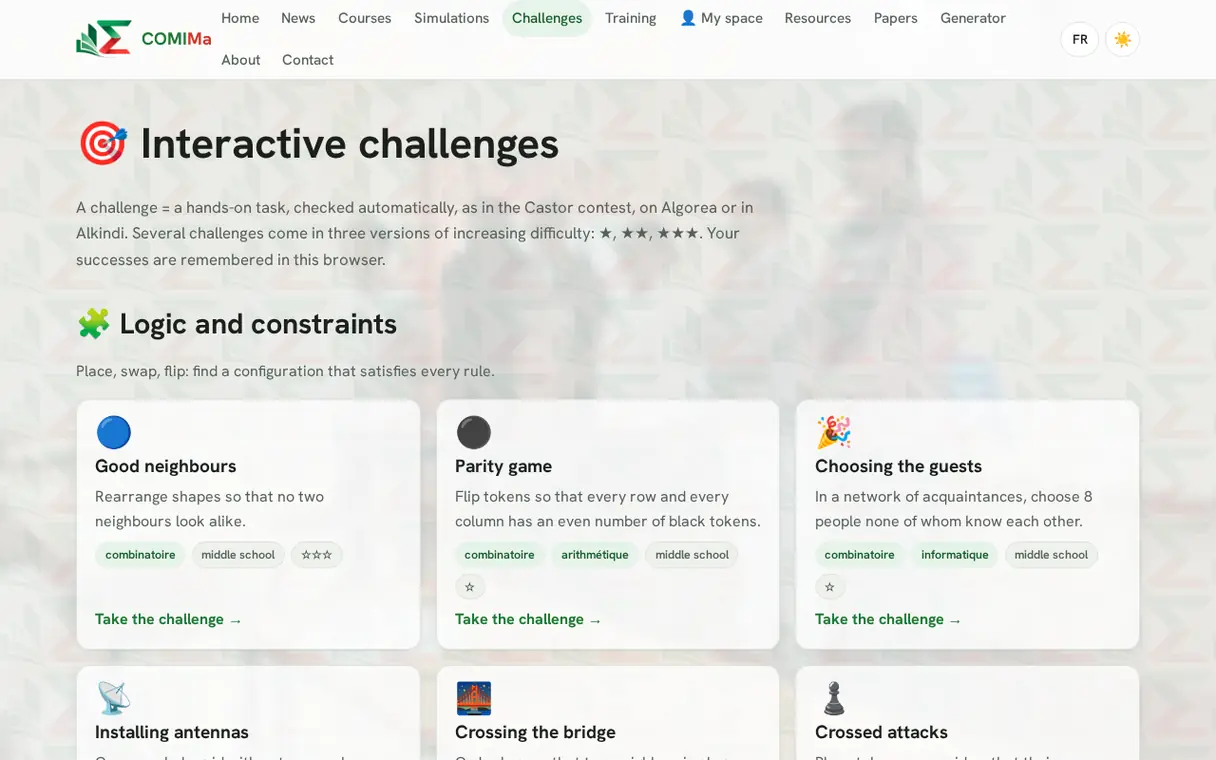 Home News Courses Simulations Challenges Training 👤 My space Resources Papers Generator
COMIMa
FR
About Contact
Interactive challenges
A challenge = a hands-on task, checked automatically, as in the Castor contest, on Algorea or in
Alkindi. Several challenges come in three versions of increasing difficulty: ★, ★★, ★★★. Your
successes are remembered in this browser.
Logic and constraints
Place, swap, flip: find a configuration that satisfies every rule.
Good neighbours
Rearrange shapes so that no two
neighbours look alike.
combinatoire middle school ☆☆☆
Take the challenge →
Parity game
Flip tokens so that every row and every
column has an even number of black tokens.
combinatoire arithmétique middle school
☆
Take the challenge →
Choosing the guests
In a network of acquaintances, choose 8
people none of whom know each other.
combinatoire informatique middle school
☆
Take the challenge →
Installing antennas
Crossing the bridge
Crossed attacks